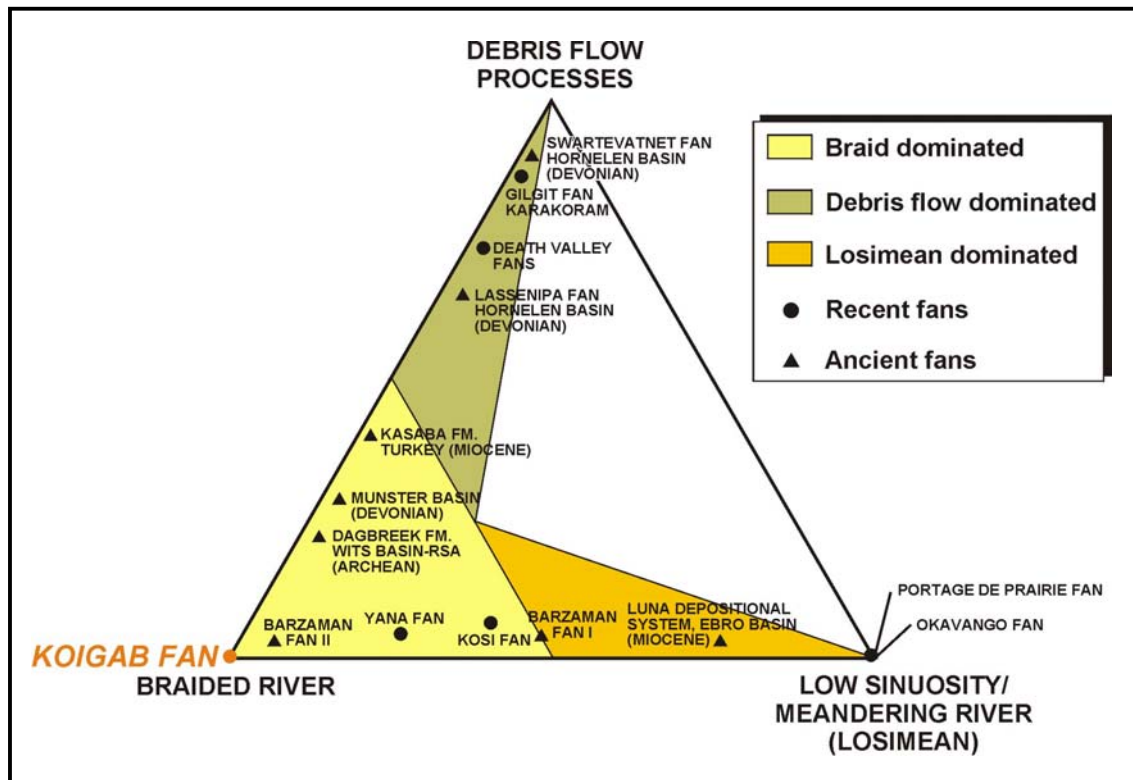 DEBRIS FLOW
PROCESSES
SWARTEVATNET FAN
HORNELEN BASIN
(DEVONIAN)
GILGIT FAN
KARAKORAM
DEATH VALLEY
FANS
LASSENIPA FAN
HORNELEN BASIN
(DEVONIAN)
KASABA FM.
TURKEY (MIOCENE)
MUNSTER BASIN
(DEVONIAN)
DAGBREEK FM.
WITS BASIN-RSA
(ARCHEAN)
BARZAMAN
FAN II
YANA FAN
KOSI FAN
BARZAMAN
FAN I
LUNA DEPOSITIONAL
SYSTEM, EBRO BASIN
(MIOCENE)
PORTAGE DE PRAIRIE FAN
OKAVANGO FAN
KOIGAB FAN
BRAIDED RIVER
LOW SINUOSITY/
MEANDERING RIVER
(LOSIMEAN)
Braid dominated
Debris flow dominated
Losimean dominated
Recent fans
Ancient fans